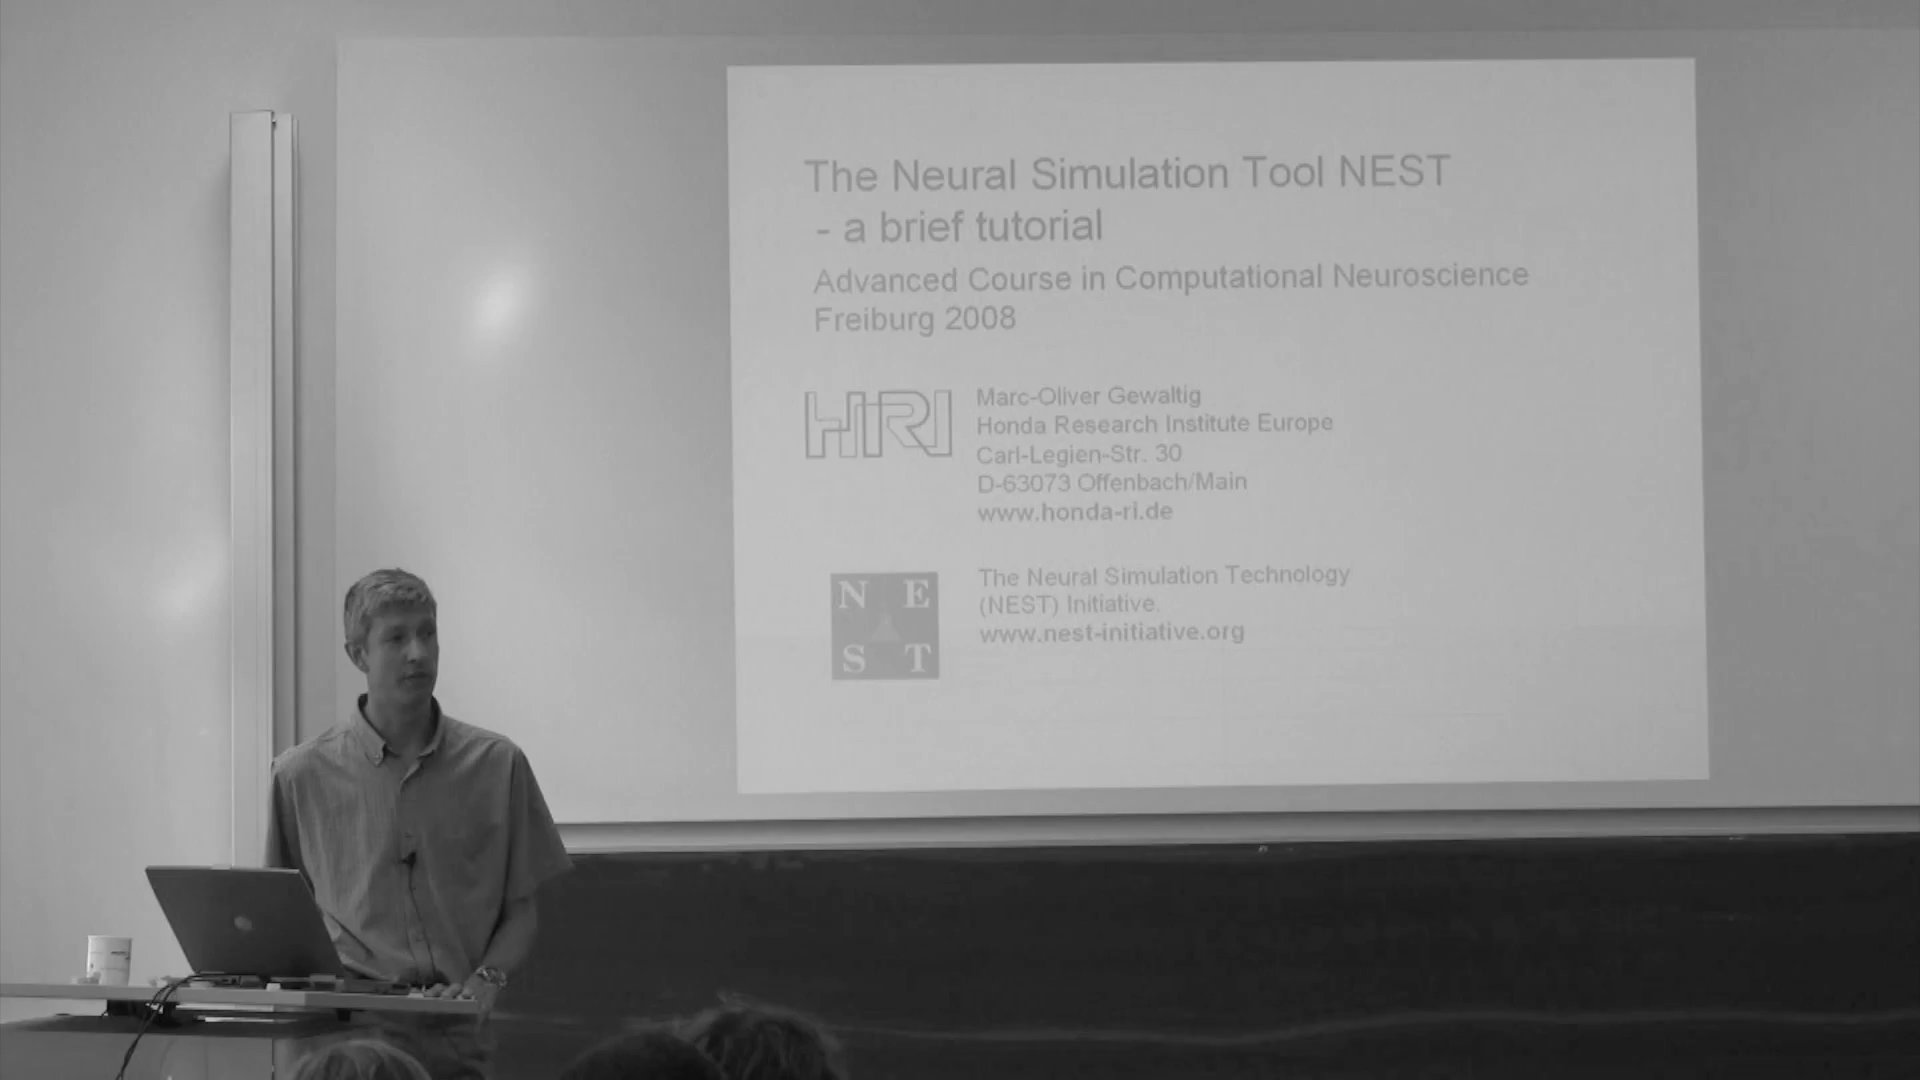 The Neural Simulation Tool NEST
- a brief tutorial
Advanced Course in Computational Neuroscience
Freiburg 2008
HRI
Marc-Oliver Gewaltig
Honda Research Institute Europe
Carl-Legien-Str. 30
D-63073 Offenbach/Main
www.honda-ri.de
N E
S T
The Neural Simulation Technology
(NEST) Initiative.
www.nest-initiative.org